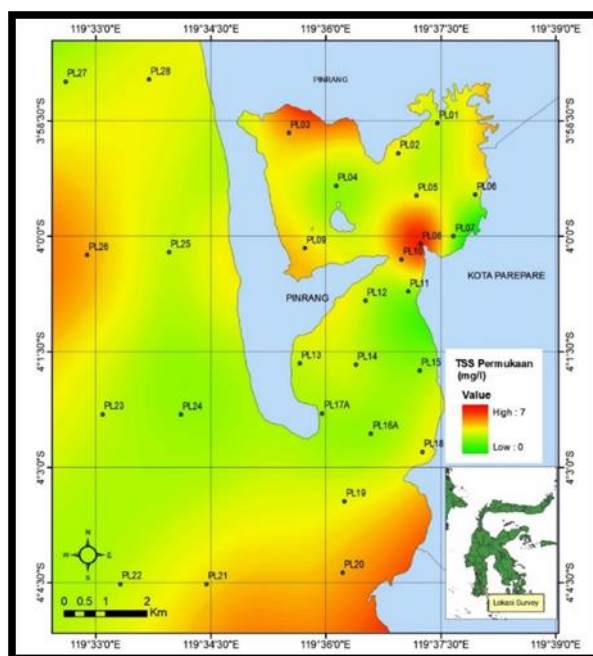 119°33'0"E 119°34'30"E 119°36'0"E 119°37'30"E 119°39'0"E
PINRANG
PL27
PL28
3°58'30"S
3°58'30"S
PL03
PL01
PL02
PL04
PL05
PL06
4°0'0"S
4°0'0"S
PL07
PL08
PL09
PL10
PL26
PL25
KOTA PAREPARE
PINRANG
PL11
PL12
4°1'30"S
4°1'30"S
PL13
PL14
PL15
TSS Permukaan
(mg/l)
Value
High : 7
Low : 0
PL23
PL24
PL17A
PL16A
PL18
4°3'0"S
4°3'0"S
PL19
N
W E
S
PL20
4°4'30"S
4°4'30"S
PL22
PL21
Lokasi Survey
0 0.5 1 2
Km
119°33'0"E 119°34'30"E 119°36'0"E 119°37'30"E 119°39'0"E